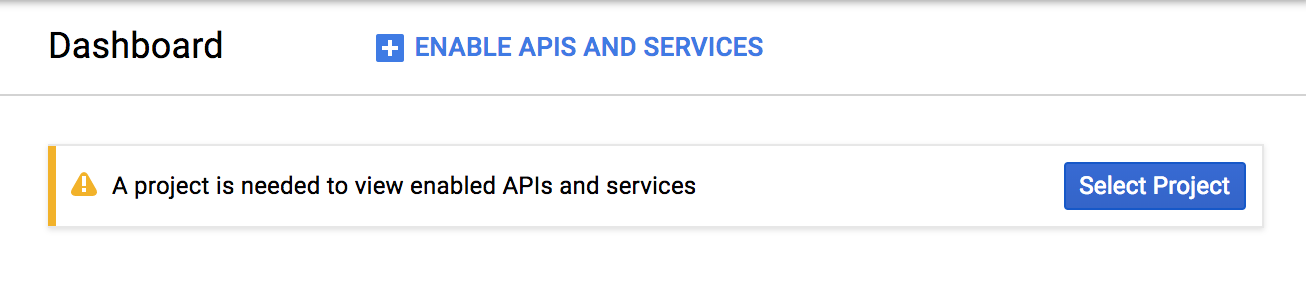 Dashboard
ENABLE APIS AND SERVICES
A project is needed to view enabled APIs and services
Select Project